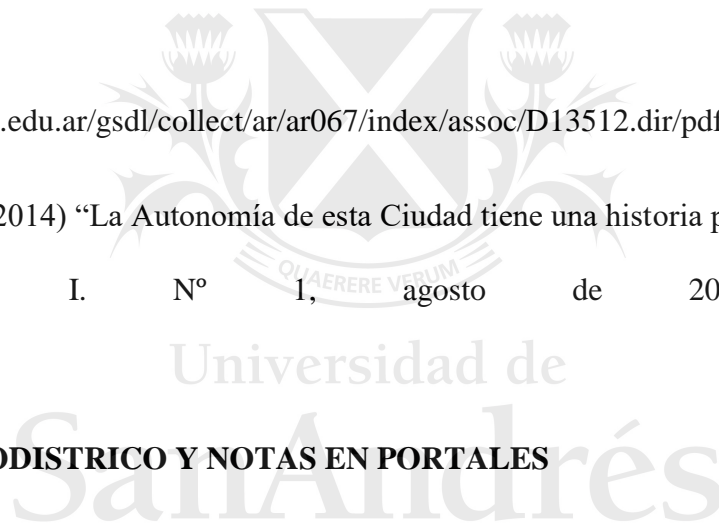 .edu.ar/gsdl/collect/ar/ar067/index/assoc/D13512.dir/pdf
2014) “La Autonomía de esta Ciudad tiene una historia p
I. Nº 1, agosto de 20
QUAERERE VERUM
Universidad de
ODISTRICO Y NOTAS EN PORTALES
SanAndrés